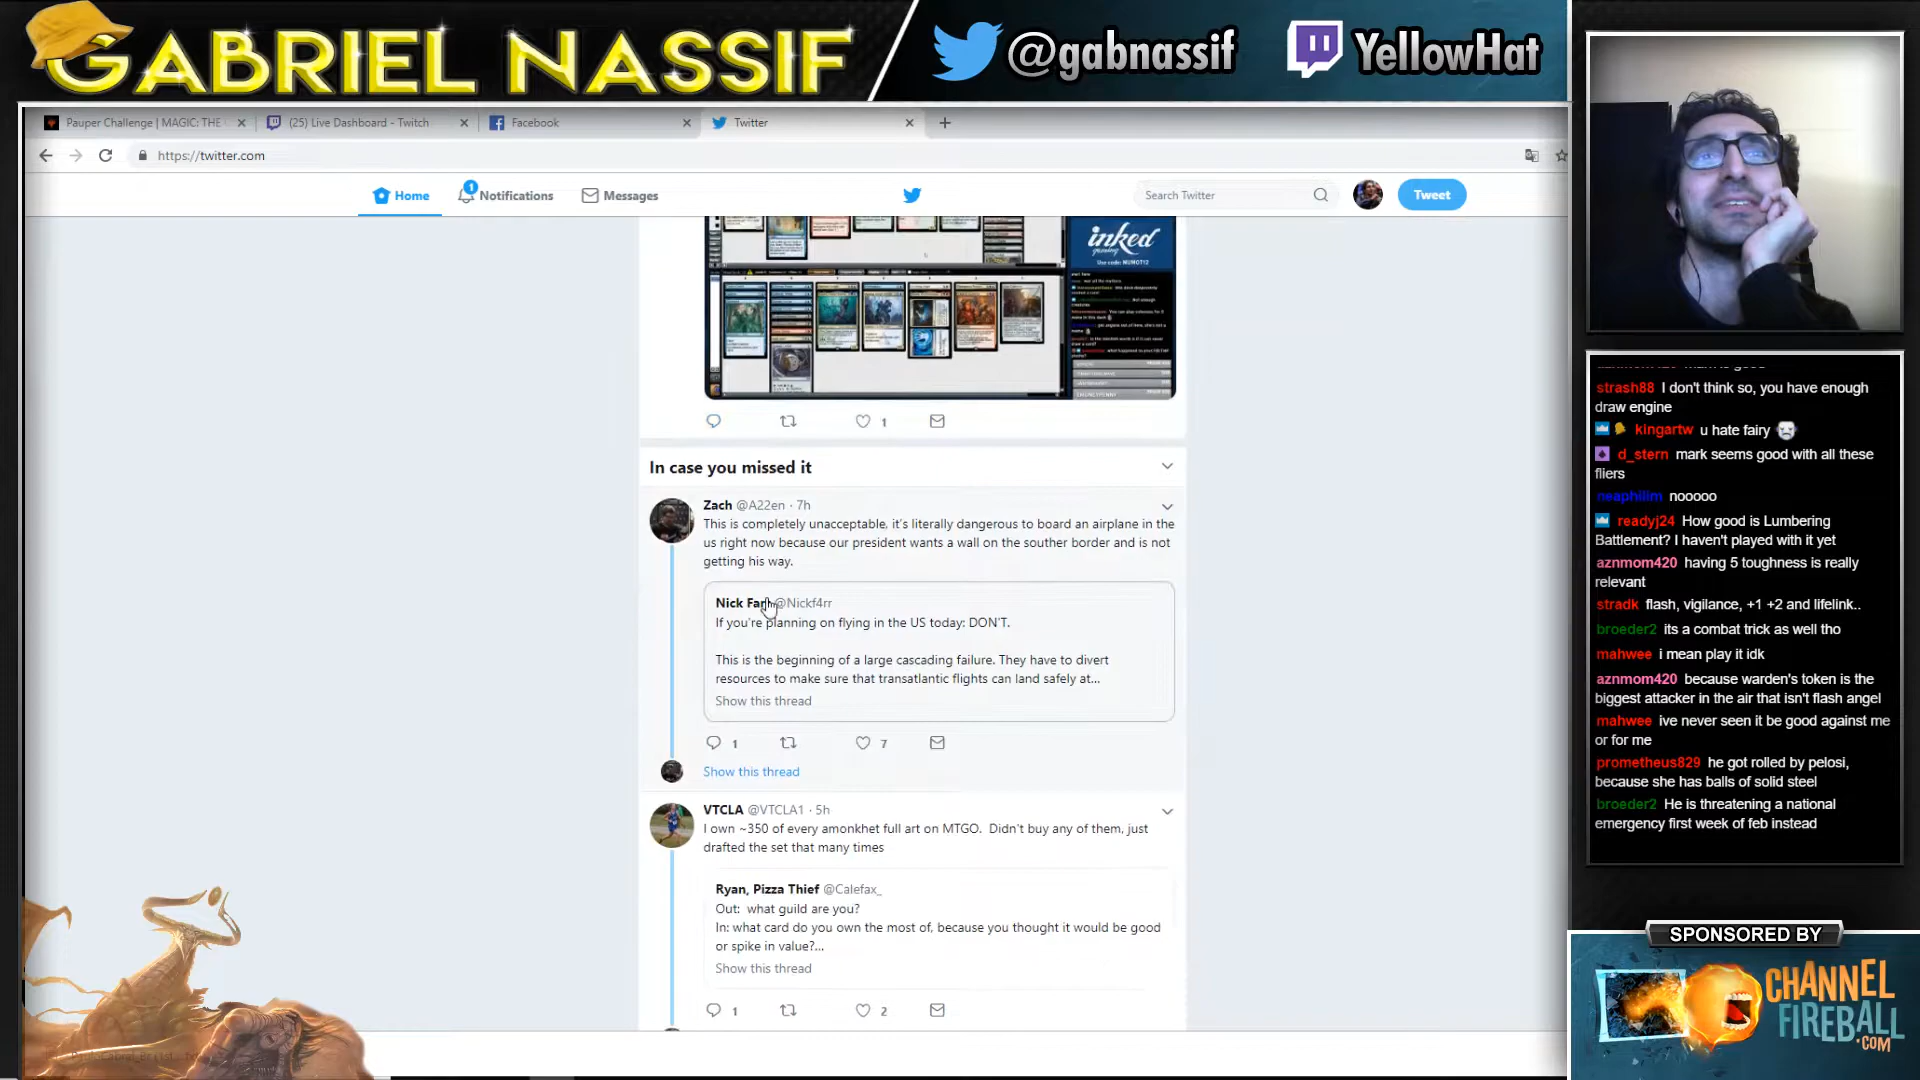 GABRIEL NASSIF
@gabnassif
YellowHat
Pauper Challenge | MAGIC: THE
(25) Live Dashboard - Twitch
Facebook
Twitter
https://twitter.com
Home
1
Notifications
Messages
Search Twitter
Tweet
inked
gaming
Use code: NUMOT12
1
In case you missed it
Zach @A22en · 7h
This is completely unacceptable, it's literally dangerous to board an airplane in the
us right now because our president wants a wall on the souther border and is not
getting his way.
@Nickf4rr
If you're planning on flying in the US today: DON'T.
This is the beginning of a large cascading failure. They have to divert
resources to make sure that transatlantic flights can land safely at...
Show this thread
1
7
Show this thread
VTCLA @VTCLA1 · 5h
I own ~350 of every amonkhet full art on MTGO. Didn't buy any of them, just
drafted the set that many times
Ryan, Pizza Thief @Calefax_
Out: what guild are you?
In: what card do you own the most of, because you thought it would be good
or spike in value?...
Show this thread
1
2
strash88 I don't think so, you have enough
draw engine
kingartw u hate fairy
d_stern mark seems good with all these
fliers
neaphilim nooooo
readyj24 How good is Lumbering
Battlement? I haven't played with it yet
aznmom420 having 5 toughness is really
relevant
stradk flash, vigilance, +1 +2 and lifelink..
broeder2 its a combat trick as well tho
mahwee i mean play it idk
aznmom420 because warden's token is the
biggest attacker in the air that isn't flash angel
mahwee ive never seen it be good against me
or for me
prometheus829 he got rolled by pelosi,
because she has balls of solid steel
broeder2 He is threatening a national
emergency first week of feb instead
SPONSORED BY
CHANNEL
FIREBALL
.COM